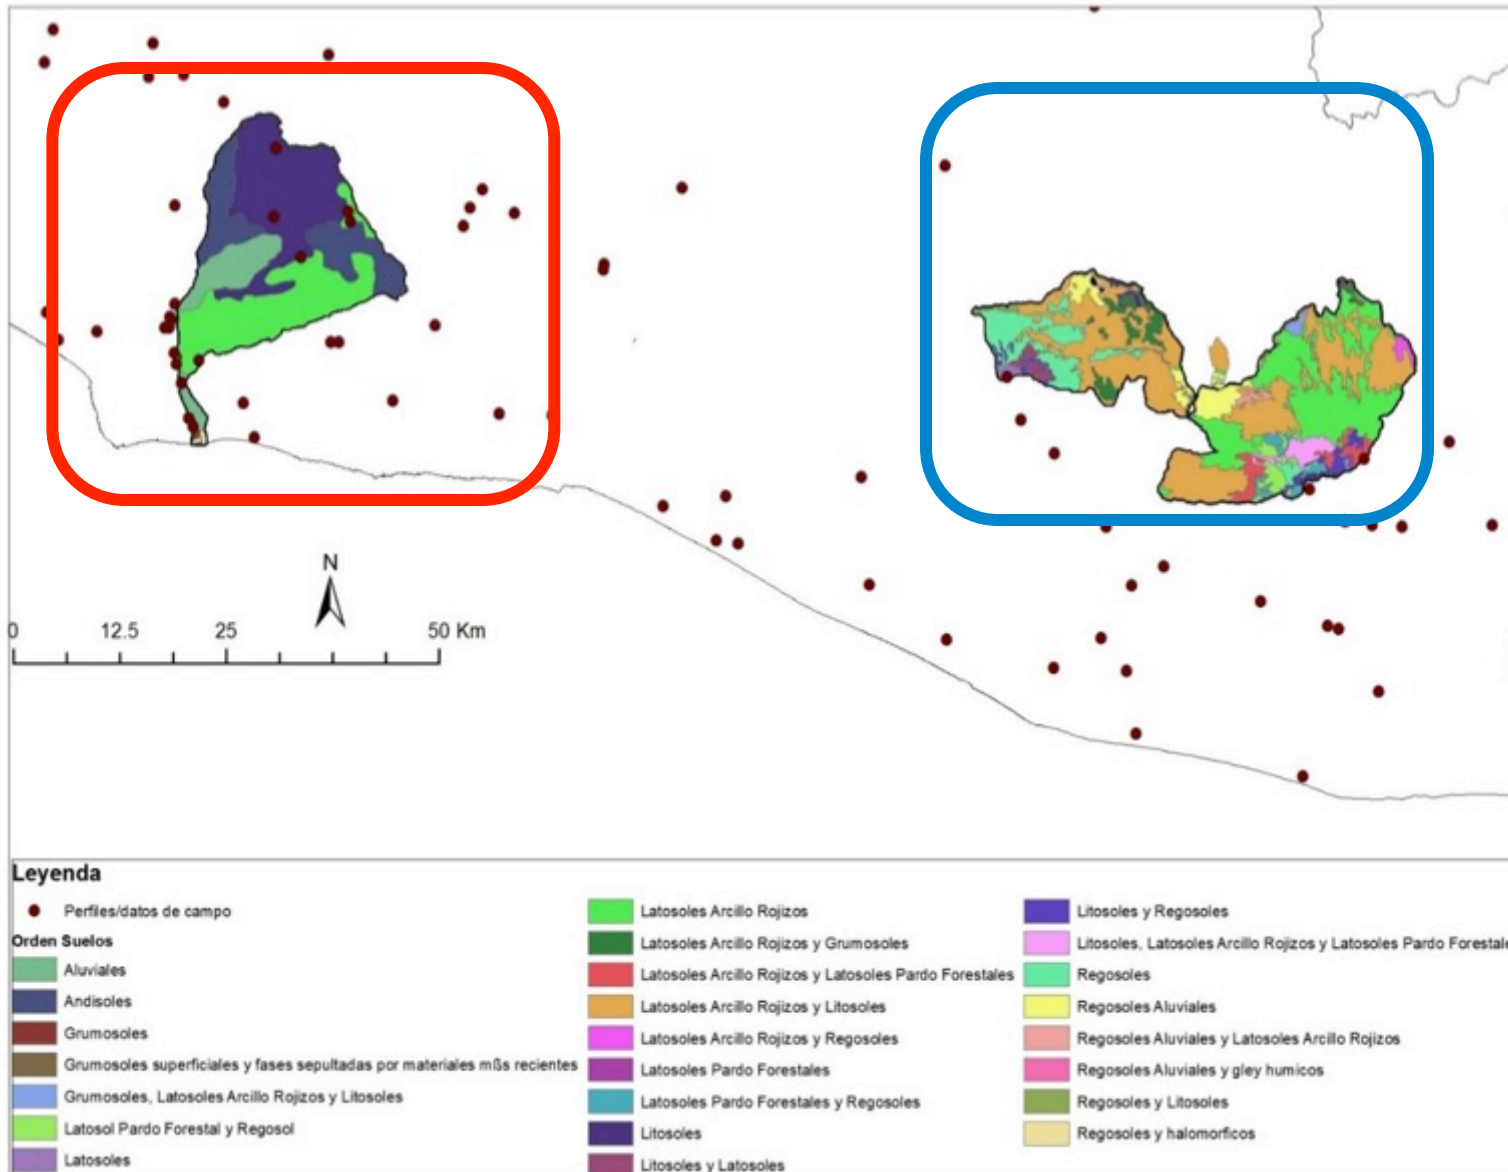 N
0 12.5 25 50 Km
Leyenda
Perfiles/datos de campo
Orden Suelos
Aluviales
Andisoles
Grumosoles
Grumosoles superficiales y fases sepultadas por materiales mßs recientes
Grumosoles, Latosoles Arcillo Rojizos y Litosoles
Latosol Pardo Forestal y Regosol
Latosoles
Latosoles Arcillo Rojizos
Latosoles Arcillo Rojizos y Grumosoles
Latosoles Arcillo Rojizos y Latosoles Pardo Forestales
Latosoles Arcillo Rojizos y Litosoles
Latosoles Arcillo Rojizos y Regosoles
Latosoles Pardo Forestales
Latosoles Pardo Forestales y Regosoles
Litosoles
Litosoles y Latosoles
Litosoles y Regosoles
Litosoles, Latosoles Arcillo Rojizos y Latosoles Pardo Forestale
Regosoles
Regosoles Aluviales
Regosoles Aluviales y Latosoles Arcillo Rojizos
Regosoles Aluviales y gley humicos
Regosoles y Litosoles
Regosoles y halomorficos